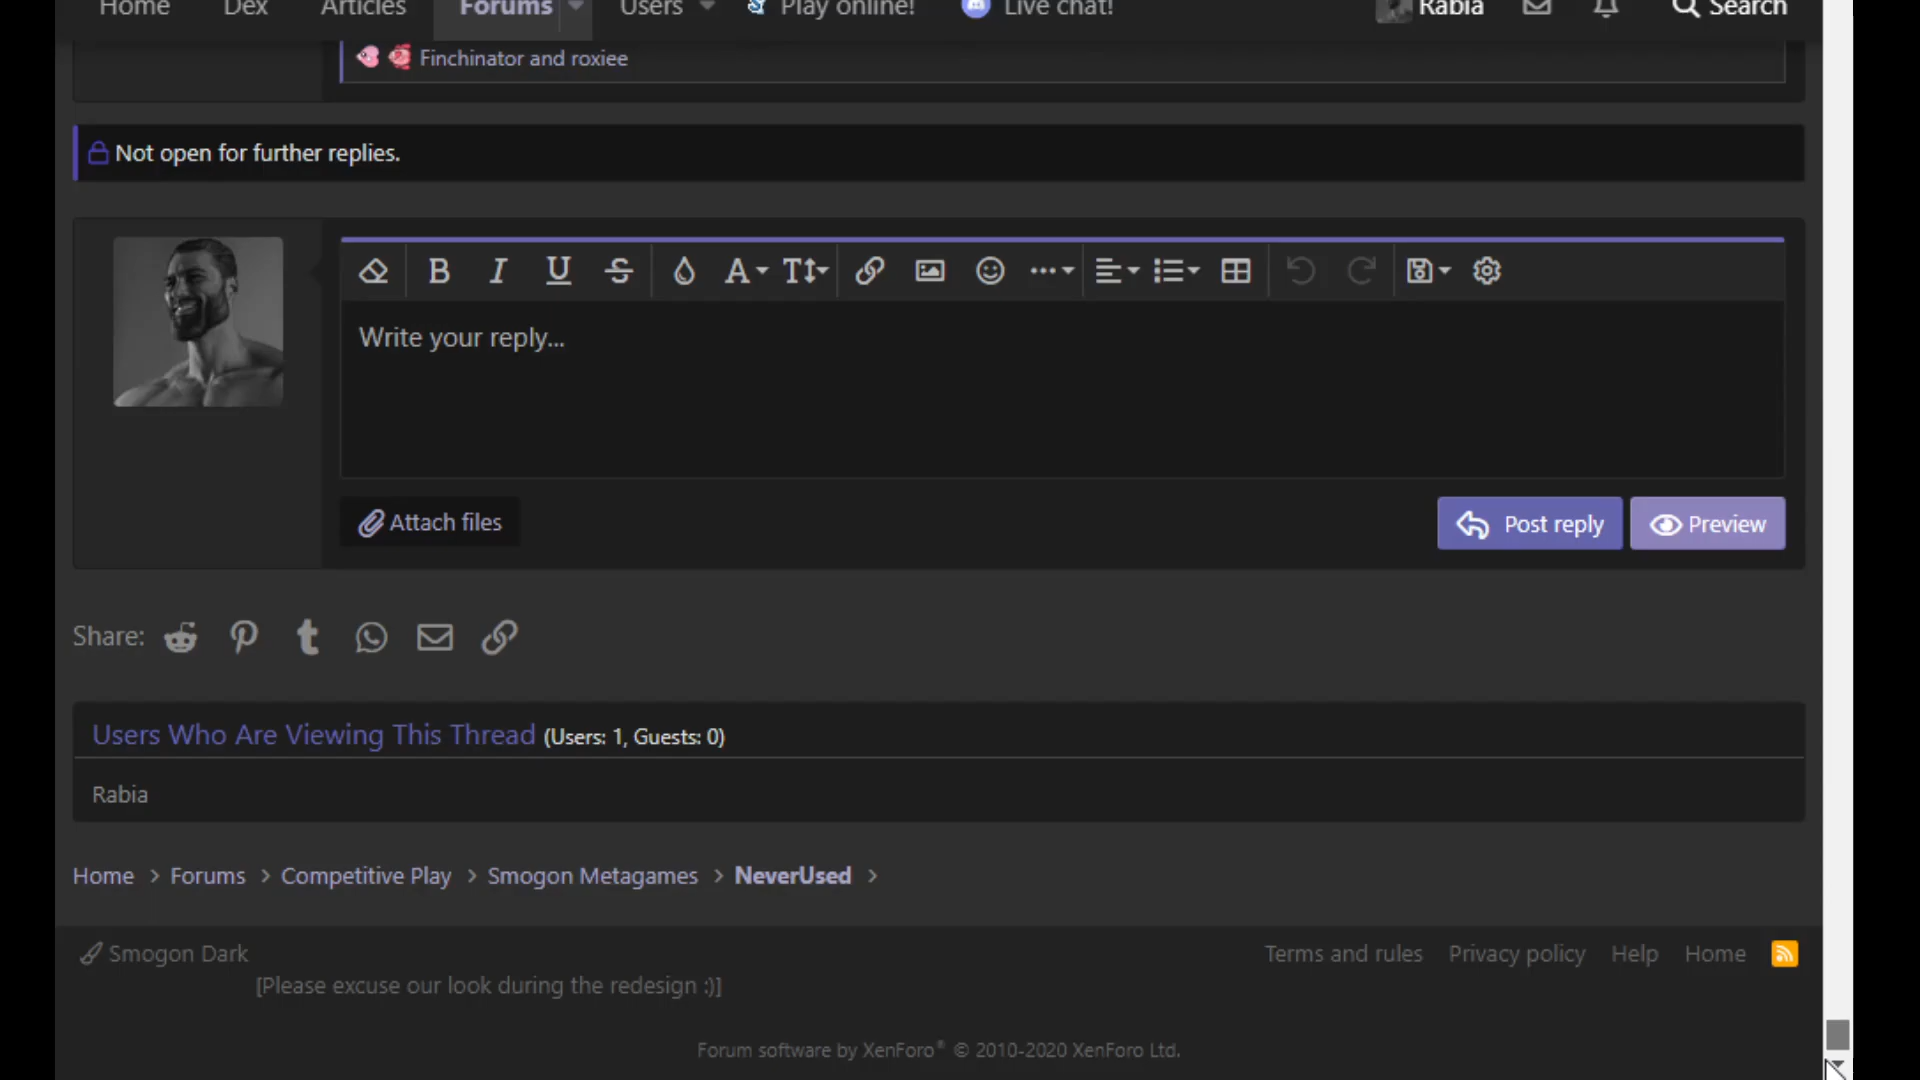 Home Dex Articles Forums Users Play online! Live chat! Rabia Search
Finchinator and roxiee
Not open for further replies.
Write your reply...
Attach files
Post reply Preview
Share:
Users Who Are Viewing This Thread (Users: 1, Guests: 0)
Rabia
Home > Forums > Competitive Play > Smogon Metagames > NeverUsed >
Smogon Dark Terms and rules Privacy policy Help Home
[Please excuse our look during the redesign :)]
Forum software by XenForo® © 2010-2020 XenForo Ltd.